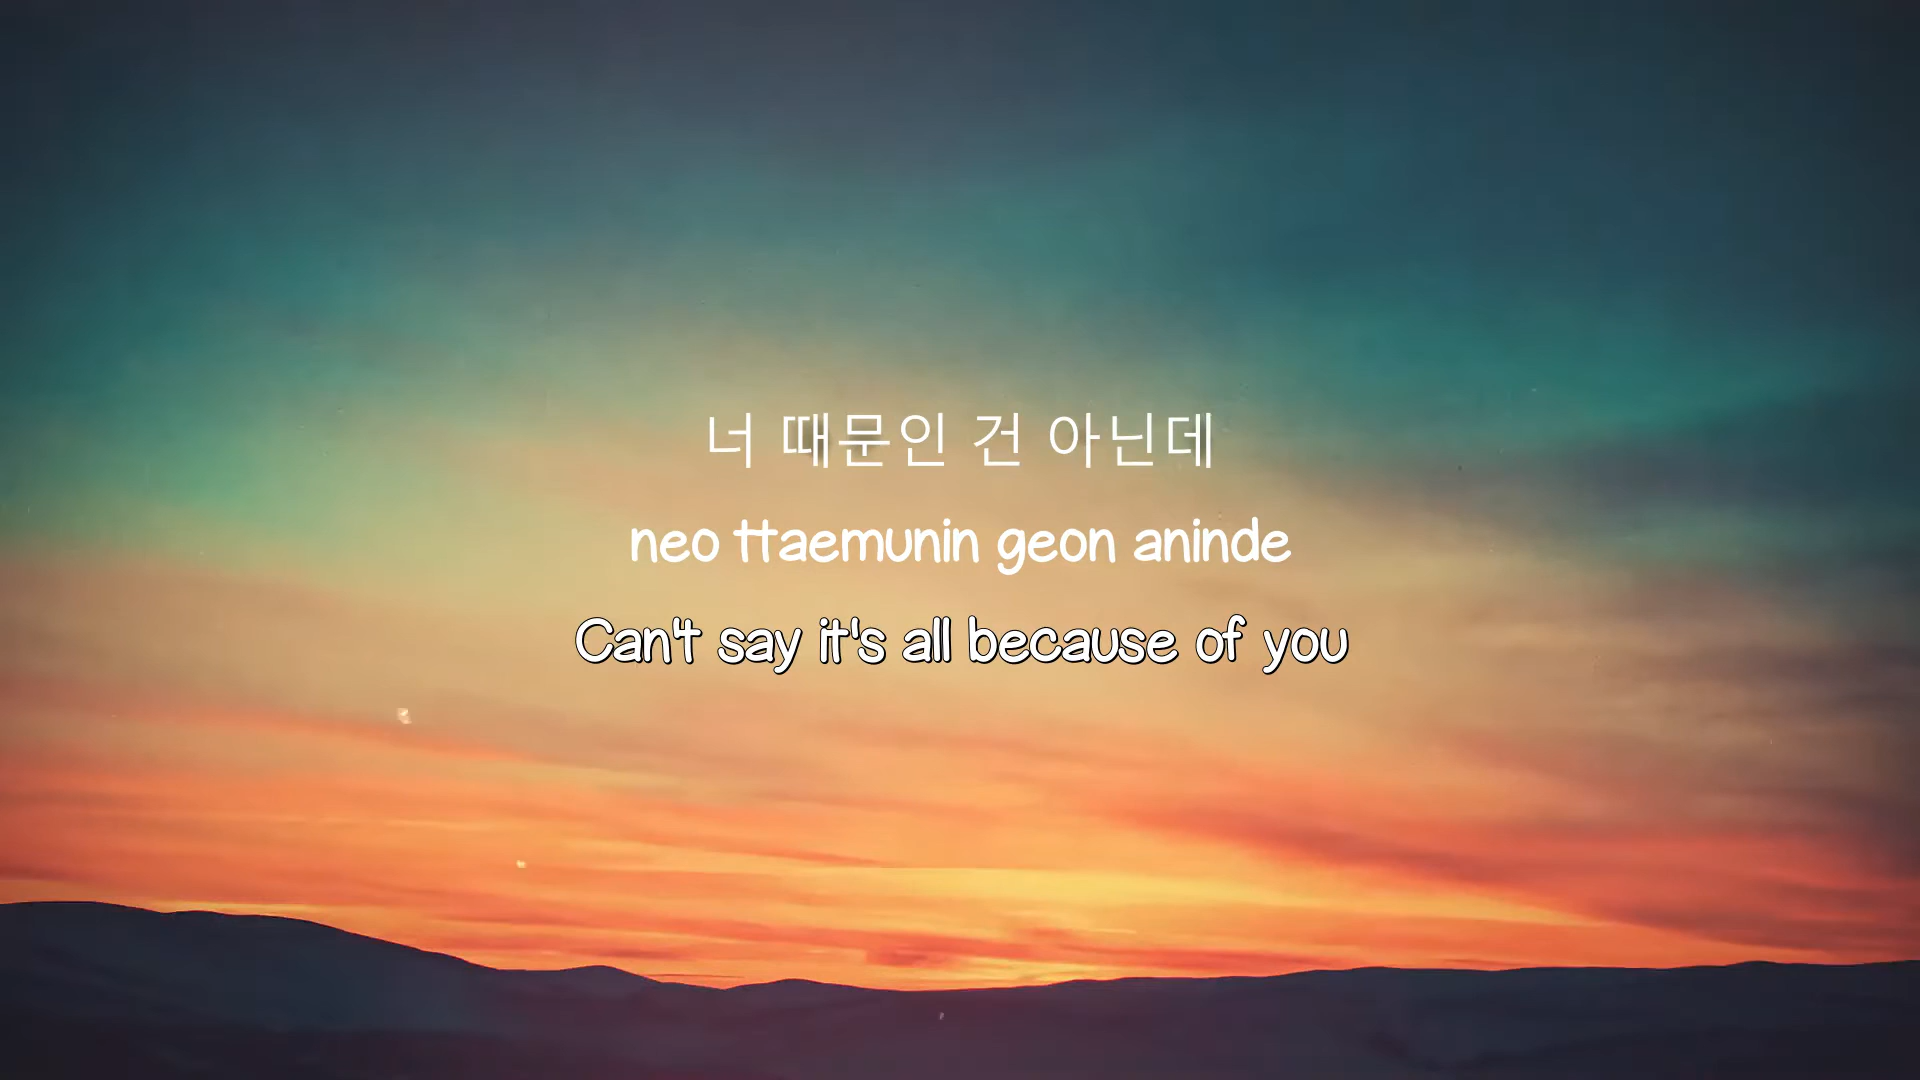 너 때문인 건 아닌데
neo ttaemunin geon aninde
Can't say it's all because of you